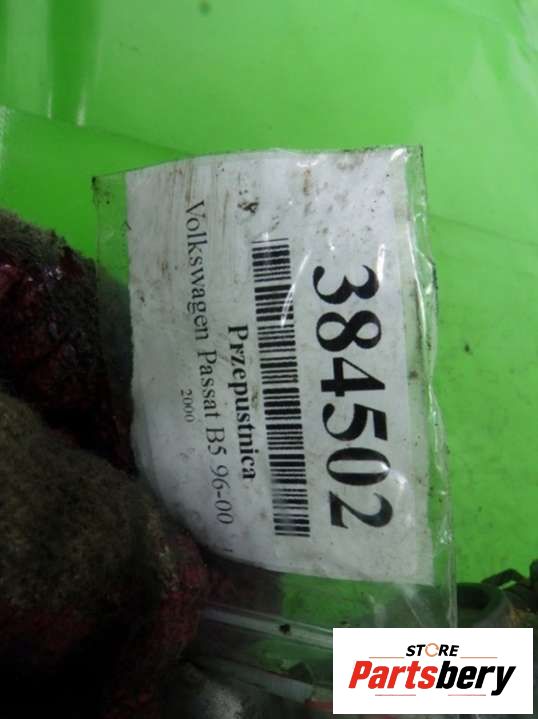 384502
Przepustnica
Volkswagen Passat B5 96-00
2000
STORE
Partsbery